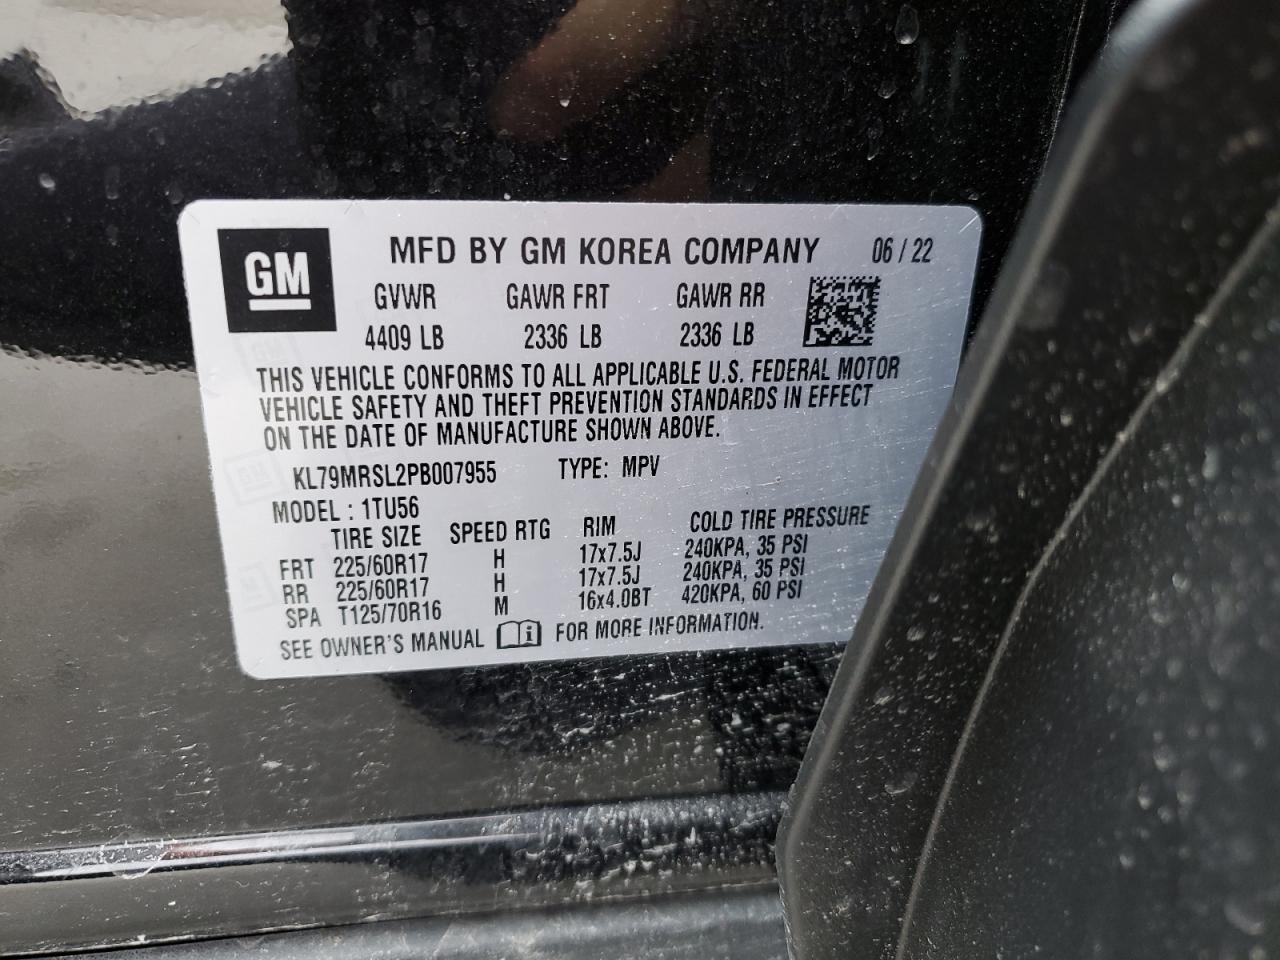 GM MFD BY GM KOREA COMPANY 06 / 22
GVWR GAWR FRT GAWR RR
4409 LB 2336 LB 2336 LB
THIS VEHICLE CONFORMS TO ALL APPLICABLE U.S. FEDERAL MOTOR
VEHICLE SAFETY AND THEFT PREVENTION STANDARDS IN EFFECT
ON THE DATE OF MANUFACTURE SHOWN ABOVE.
KL79MRSL2PB007955 TYPE: MPV
MODEL : 1TU56
TIRE SIZE SPEED RTG RIM COLD TIRE PRESSURE
FRT 225/60R17 H 17x7.5J 240KPA, 35 PSI
RR 225/60R17 H 17x7.5J 240KPA, 35 PSI
SPA T125/70R16 M 16x4.0BT 420KPA, 60 PSI
SEE OWNER'S MANUAL FOR MORE INFORMATION.